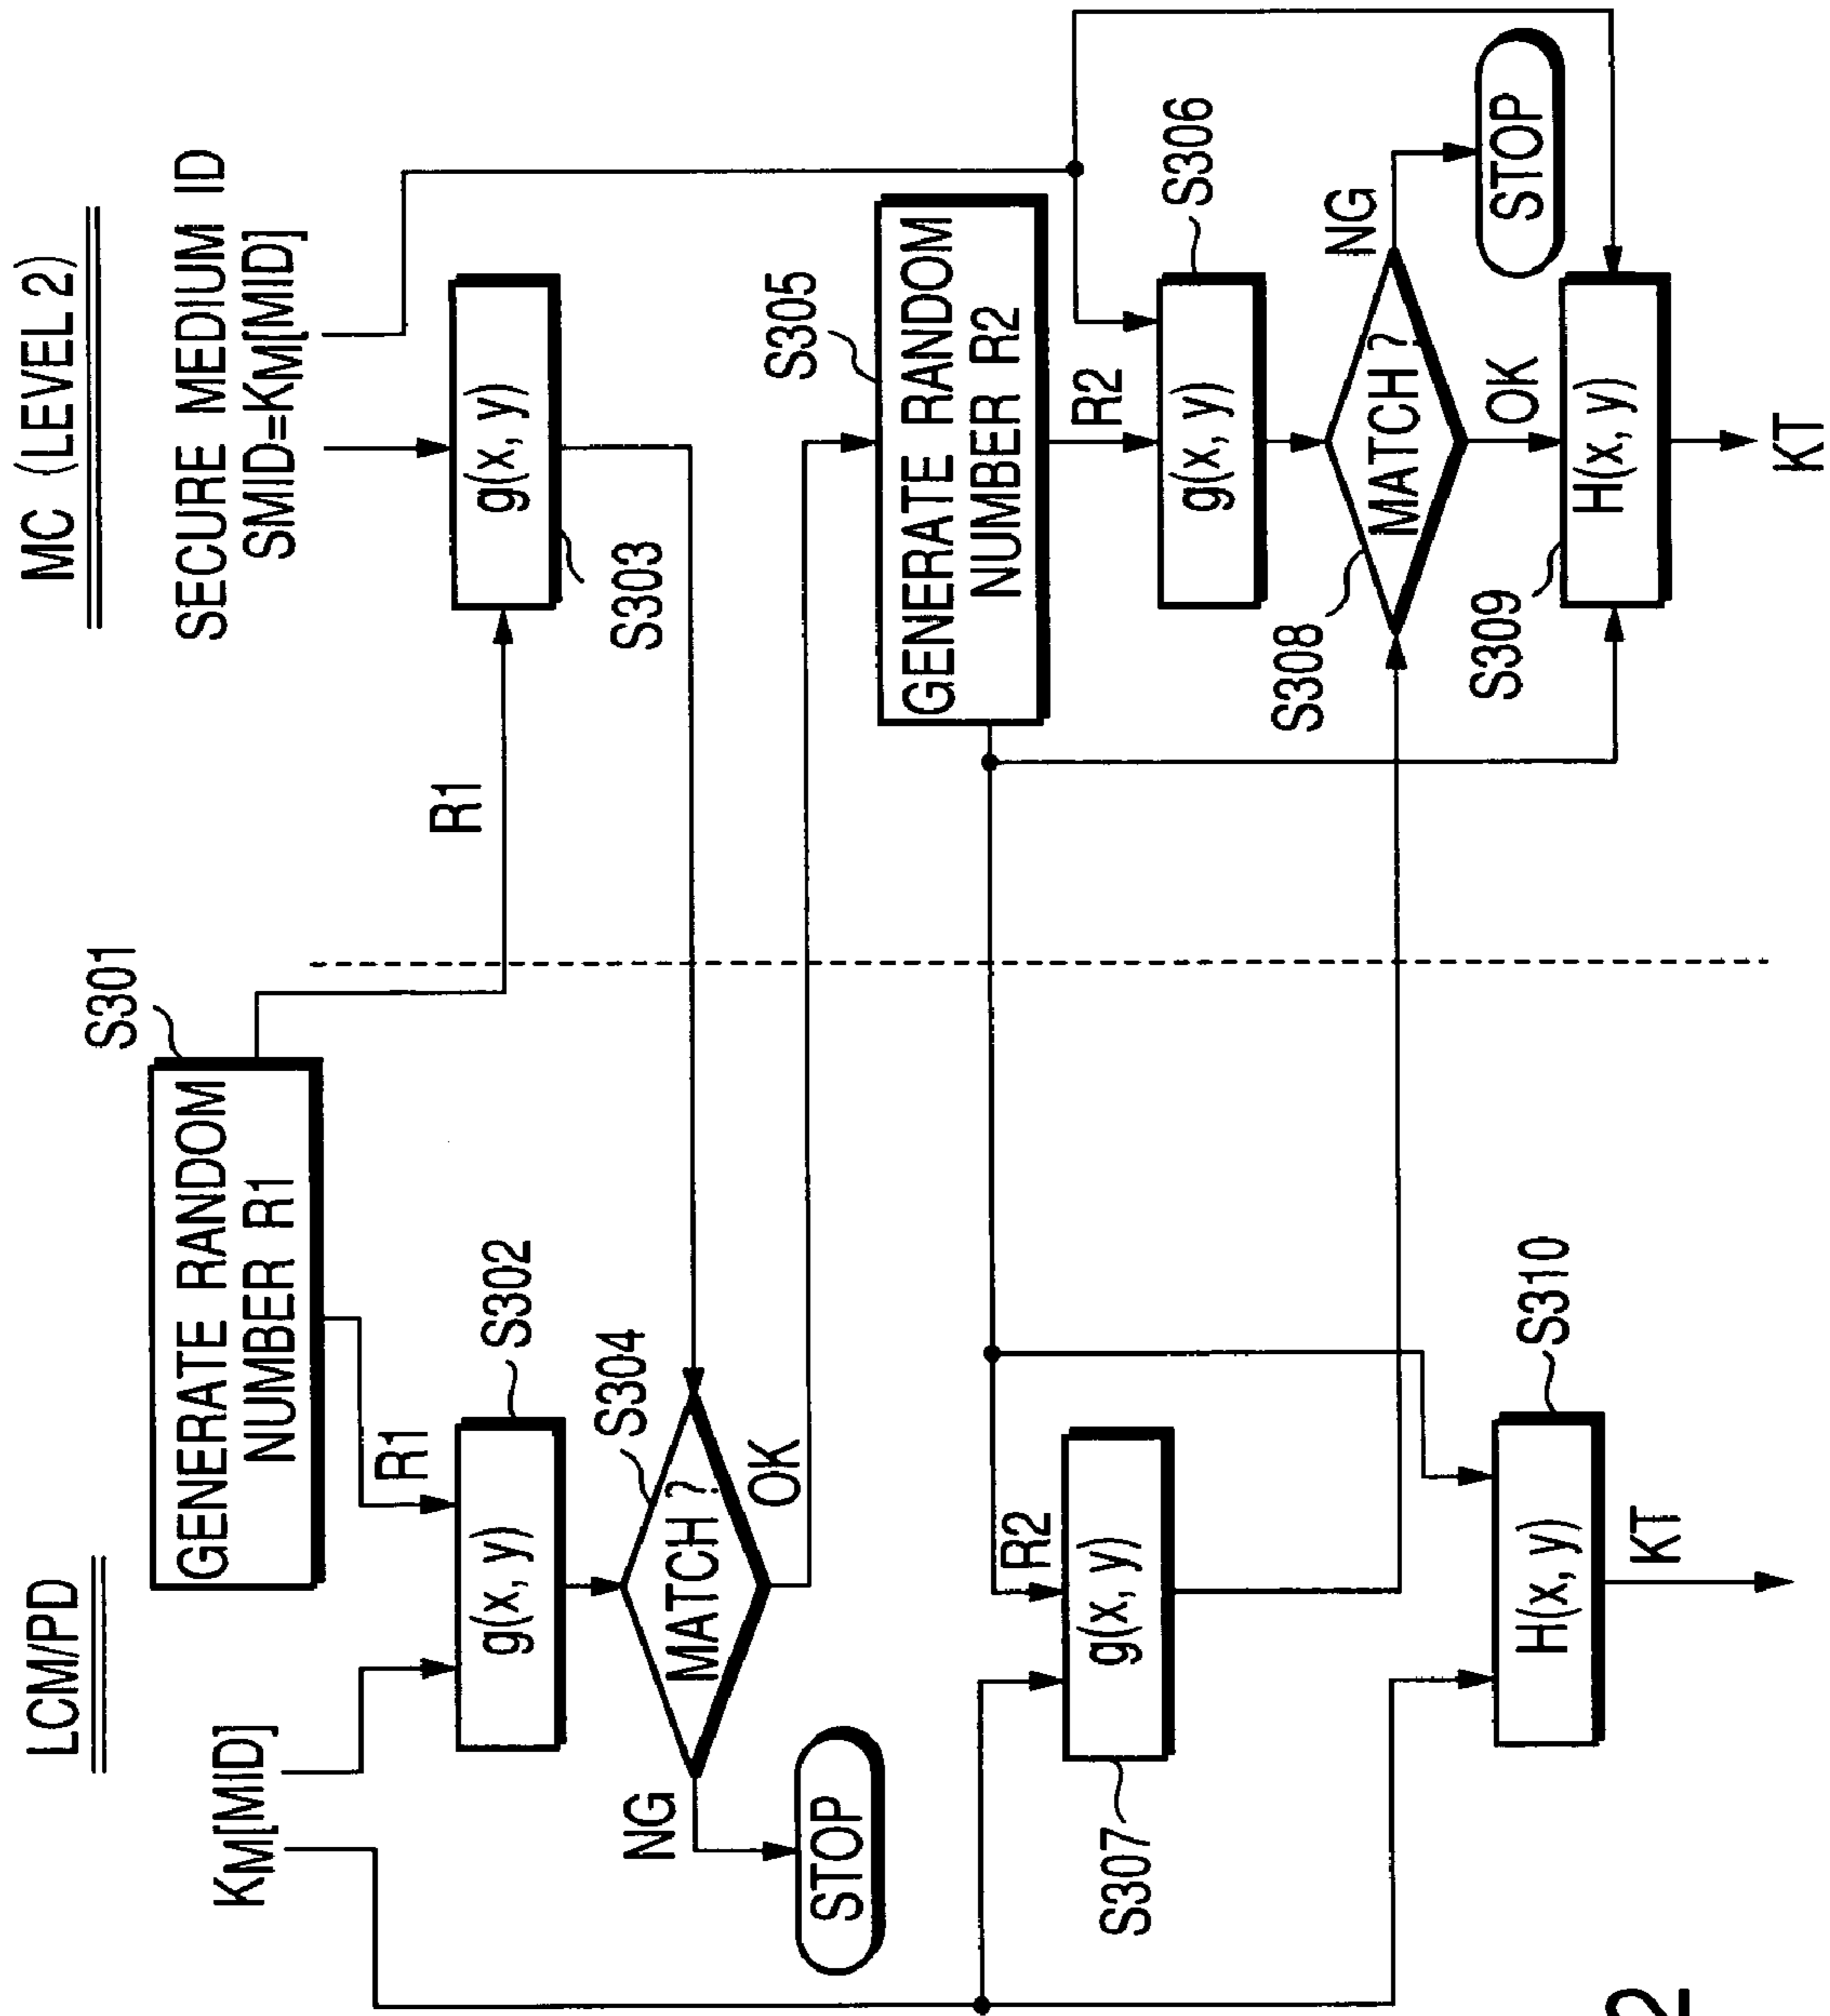 LCM/PD
MC (LEVEL 2)
KM[MID]
GENERATE RANDOM
NUMBER R1
S301
SECURE MEDIUM ID
SMID=KM[MID]
R1
R1
g(x, y)
S302
g(x, y)
S303
S304
MATCH ?
NG
STOP
OK
S305
GENERATE RANDOM
NUMBER R2
R2
R2
g(x, y)
S306
g(x, y)
S307
S308
MATCH ?
NG
STOP
OK
S309
H(x, y)
KT
S310
H(x, y)
KT
2